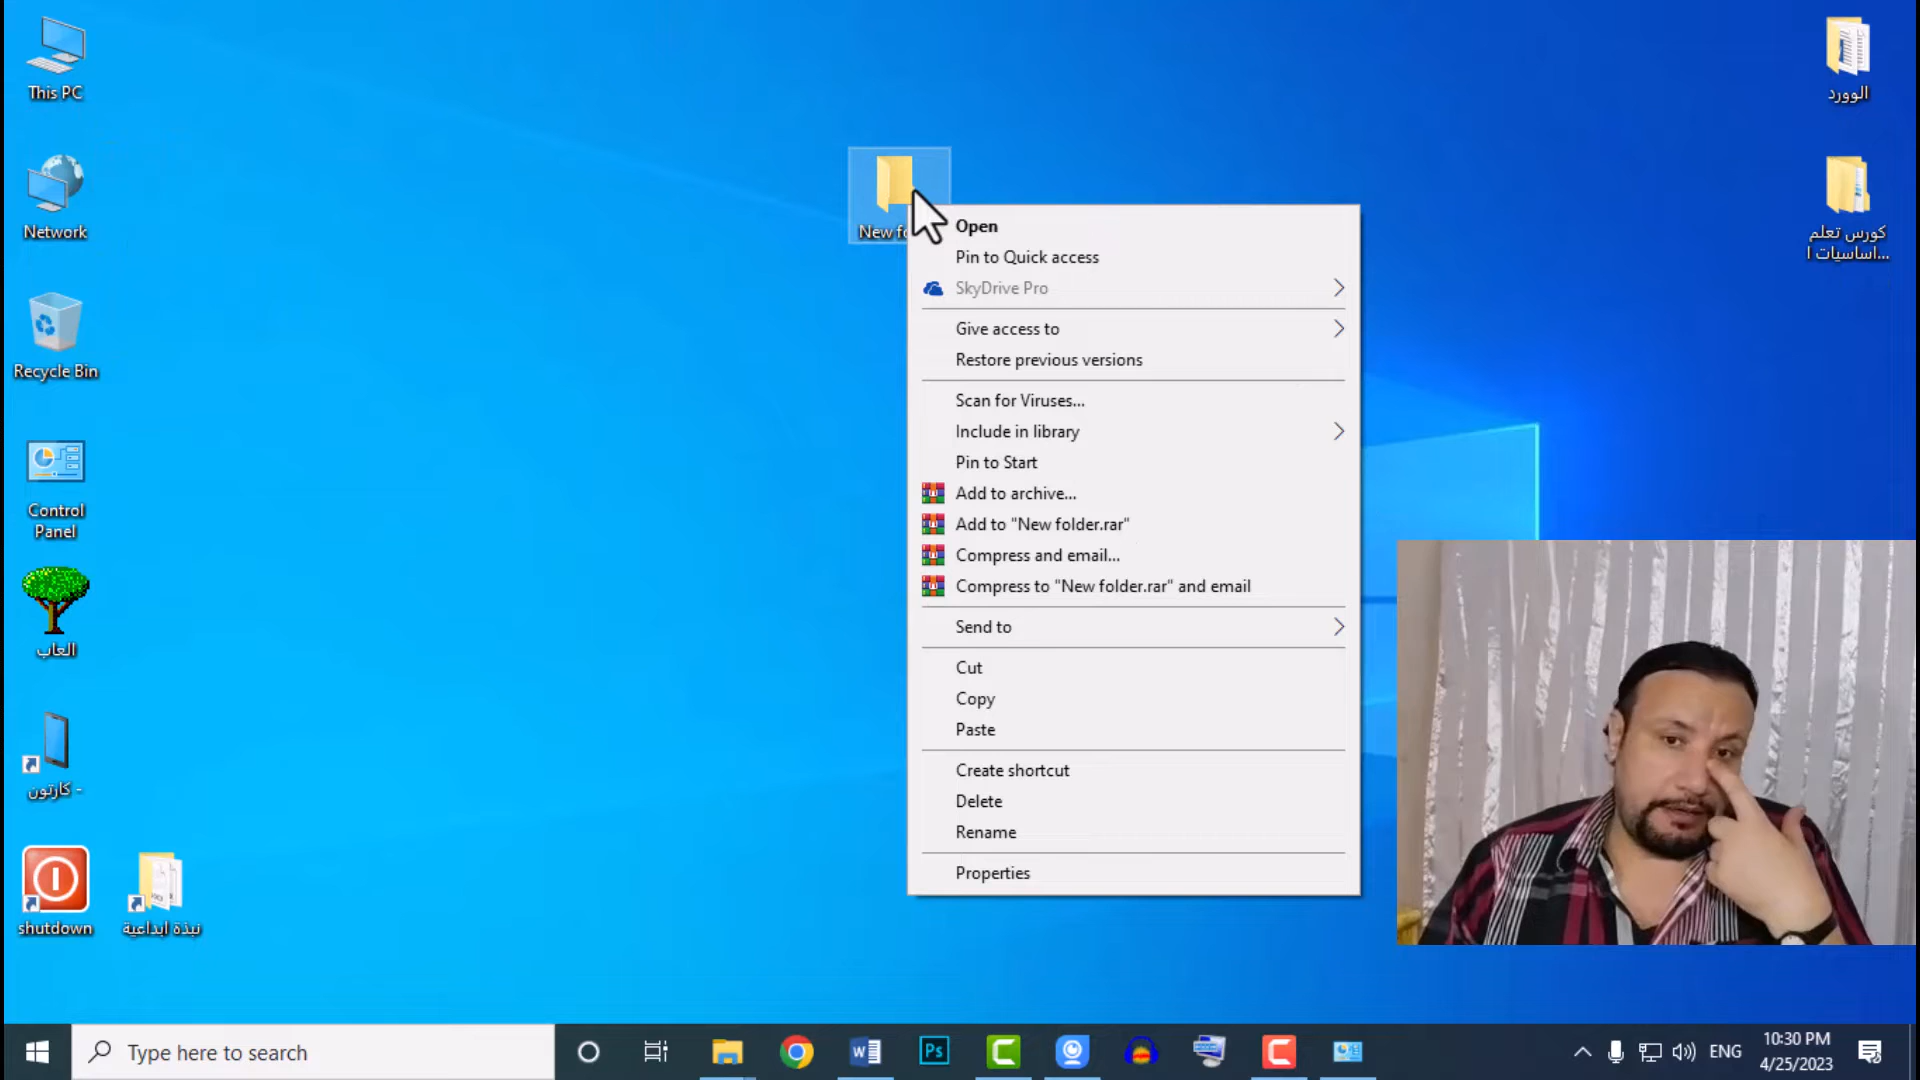 This PC
Network
Recycle Bin
Control
Panel
العاب
كارتون -
shutdown
نبذة ابداعية
الوورد
كورس تعلم
اساسيات ا...
New fo
Open
Pin to Quick access
SkyDrive Pro
Give access to
Restore previous versions
Scan for Viruses...
Include in library
Pin to Start
Add to archive...
Add to "New folder.rar"
Compress and email...
Compress to "New folder.rar" and email
Send to
Cut
Copy
Paste
Create shortcut
Delete
Rename
Properties
Type here to search
Ps
ENG
10:30 PM
4/25/2023